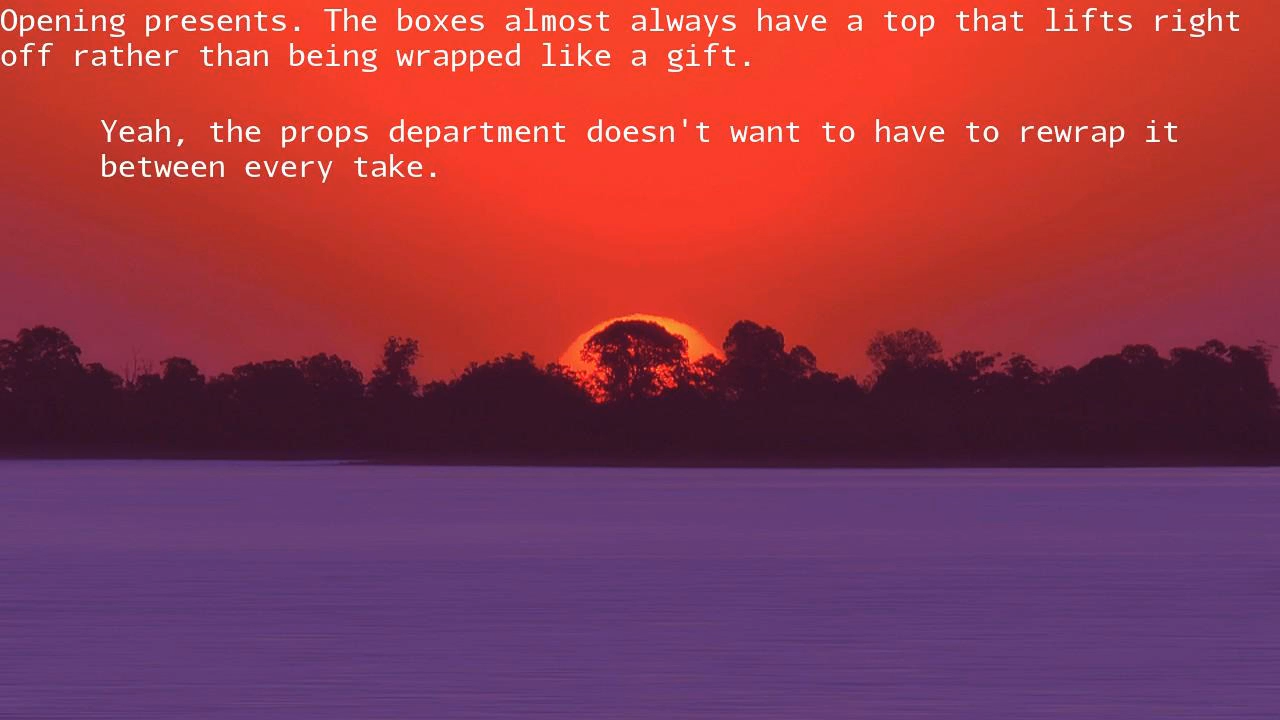 Opening presents. The boxes almost always have a top that lifts right
off rather than being wrapped like a gift.
Yeah, the props department doesn't want to have to rewrap it
between every take.